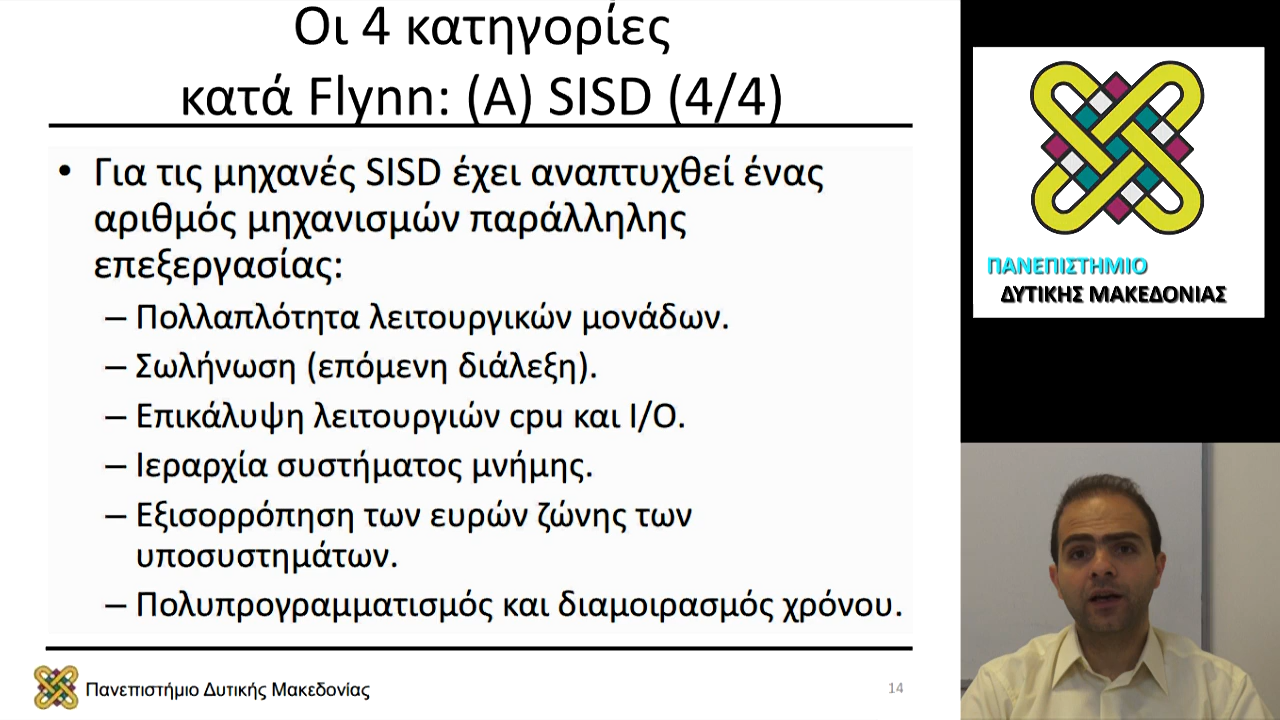 Οι 4 κατηγορίες
κατά Flynn: (Α) SISD (4/4)
• Για τις μηχανές SISD έχει αναπτυχθεί ένας
αριθμός μηχανισμών παράλληλης
επεξεργασίας:
– Πολλαπλότητα λειτουργικών μονάδων.
– Σωλήνωση (επόμενη διάλεξη).
– Επικάλυψη λειτουργιών cpu και I/O.
– Ιεραρχία συστήματος μνήμης.
– Εξισορρόπηση των ευρών ζώνης των
υποσυστημάτων.
– Πολυπρογραμματισμός και διαμοιρασμός χρόνου.
Πανεπιστήμιο Δυτικής Μακεδονίας
14
ΠΑΝΕΠΙΣΤΗΜΙΟ
ΔΥΤΙΚΗΣ ΜΑΚΕΔΟΝΙΑΣ